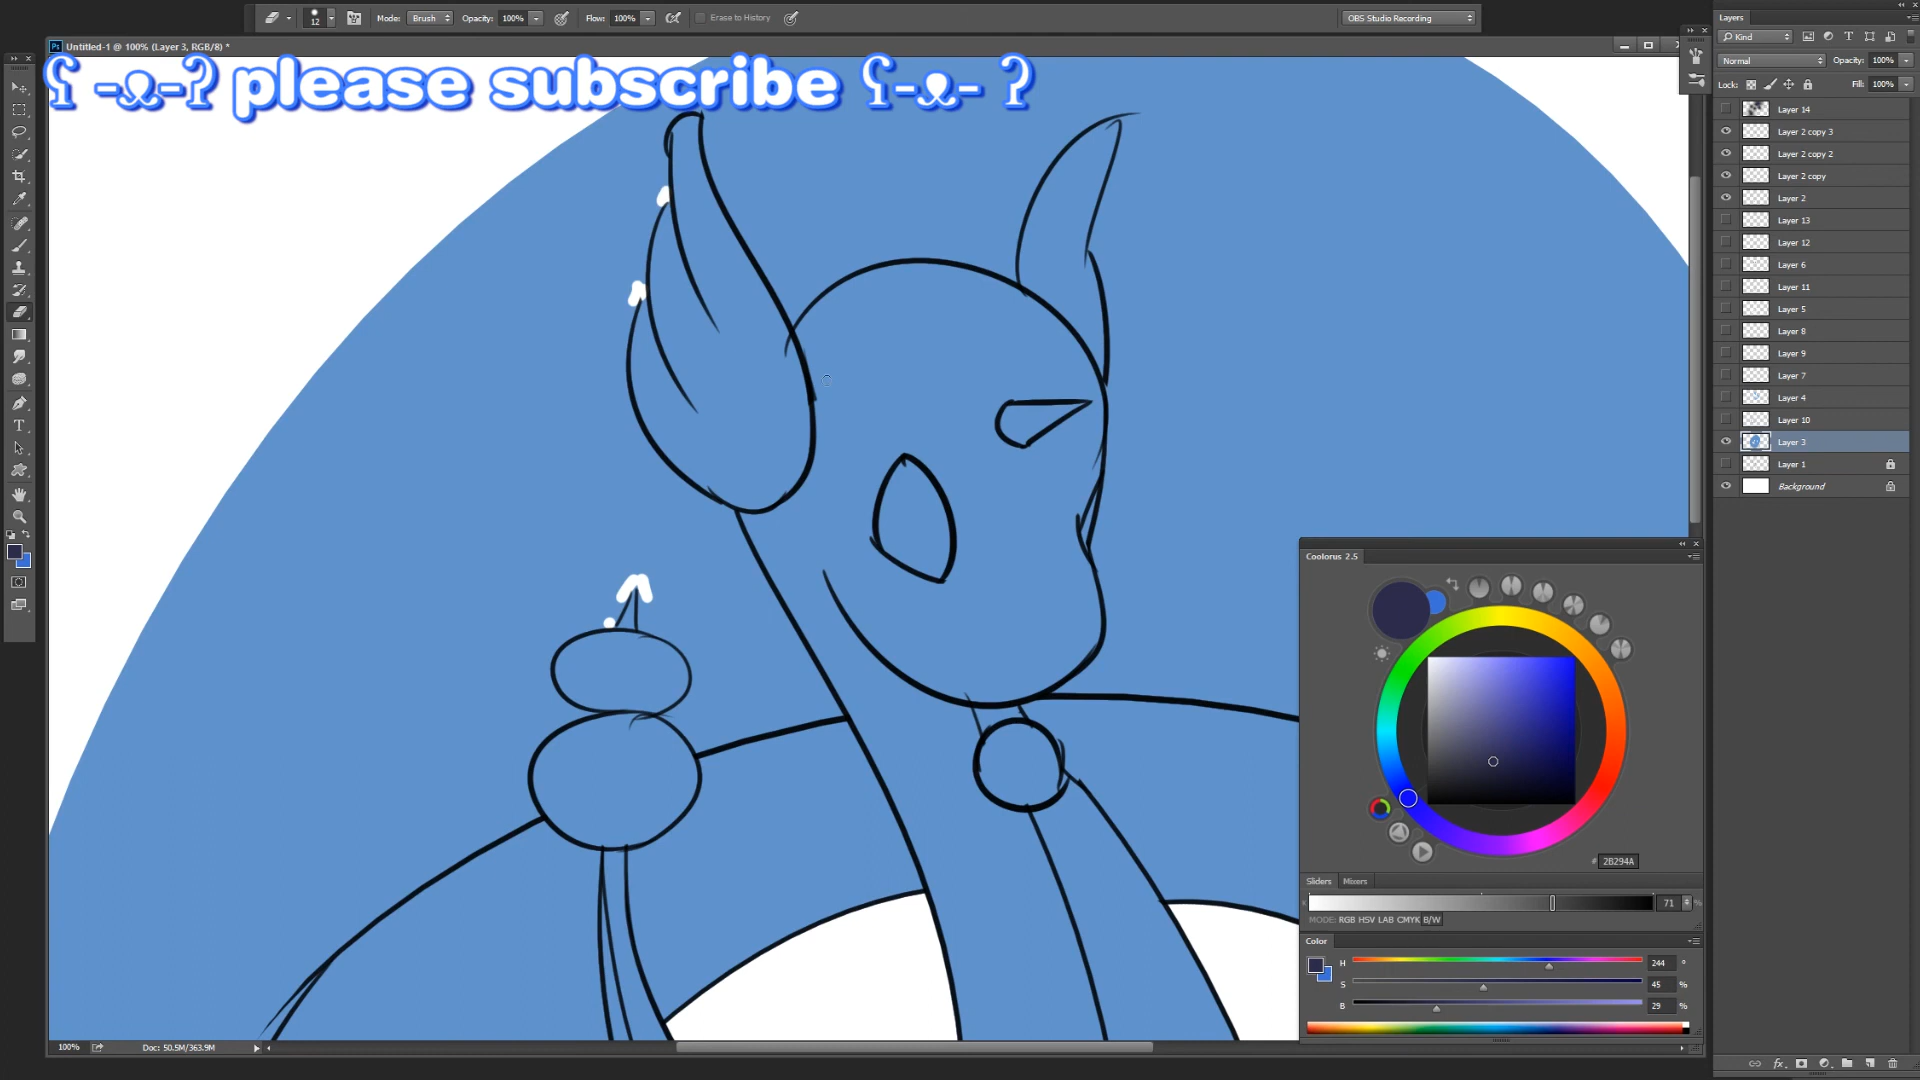 12 Mode: Brush Opacity: 100% Flow: 100% Erase to History OBS Studio Recording
Untitled-1 @ 100% (Layer 3, RGB/8) *
ʕ -ᴥ-ʔ please subscribe ʕ-ᴥ- ʔ
100% Doc: 50.5M/363.9M
Layers
Kind
Normal Opacity: 100%
Lock: Fill: 100%
Layer 14
Layer 2 copy 3
Layer 2 copy 2
Layer 2 copy
Layer 2
Layer 13
Layer 12
Layer 6
Layer 11
Layer 5
Layer 8
Layer 9
Layer 7
Layer 4
Layer 10
Layer 3
Layer 1
Background
Coolorus 2.5
# 2B294A
Sliders Mixers
K 71 %
MODE: RGB HSV LAB CMYK B/W
Color
H 244 °
S 45 %
B 29 %